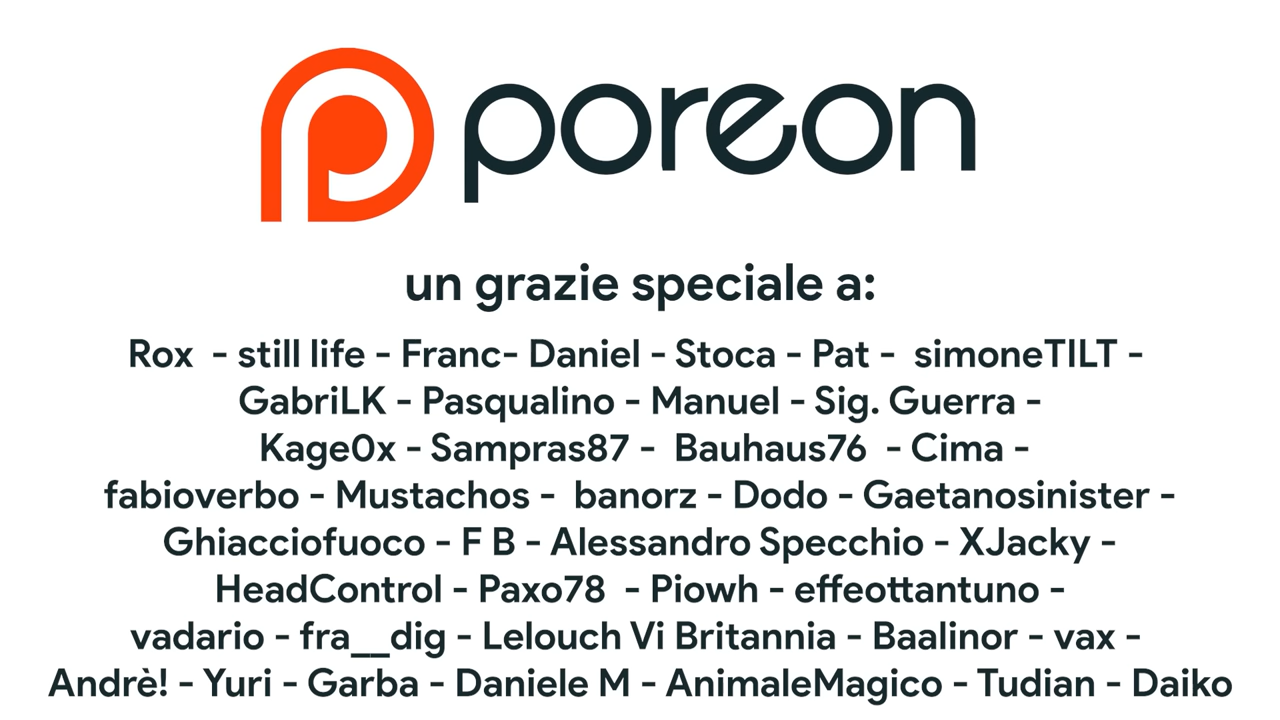 poreon
un grazie speciale a:
Rox - still life - Franc- Daniel - Stoca - Pat - simoneTILT -
GabriLK - Pasqualino - Manuel - Sig. Guerra -
Kage0x - Sampras87 - Bauhaus76 - Cima -
fabioverbo - Mustachos - banorz - Dodo - Gaetanosinister -
Ghiacciofuoco - F B - Alessandro Specchio - XJacky -
HeadControl - Paxo78 - Piowh - effeottantuno -
vadario - fra__dig - Lelouch Vi Britannia - Baalinor - vax -
Andrè! - Yuri - Garba - Daniele M - AnimaleMagico - Tudian - Daiko